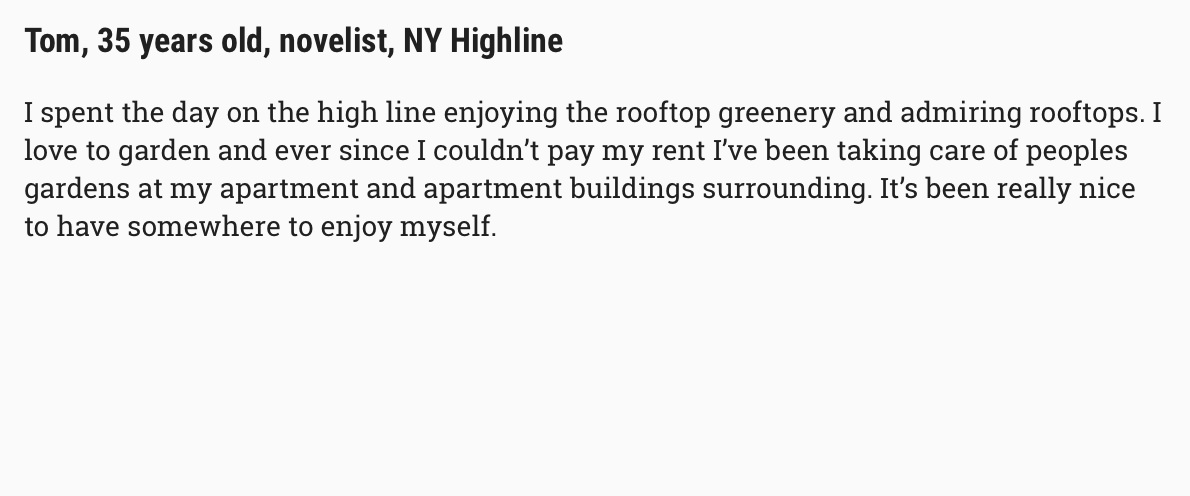 Tom, 35 years old, novelist, NY Highline
I spent the day on the high line enjoying the rooftop greenery and admiring rooftops. I
love to garden and ever since I couldn’t pay my rent I’ve been taking care of peoples
gardens at my apartment and apartment buildings surrounding. It’s been really nice
to have somewhere to enjoy myself.